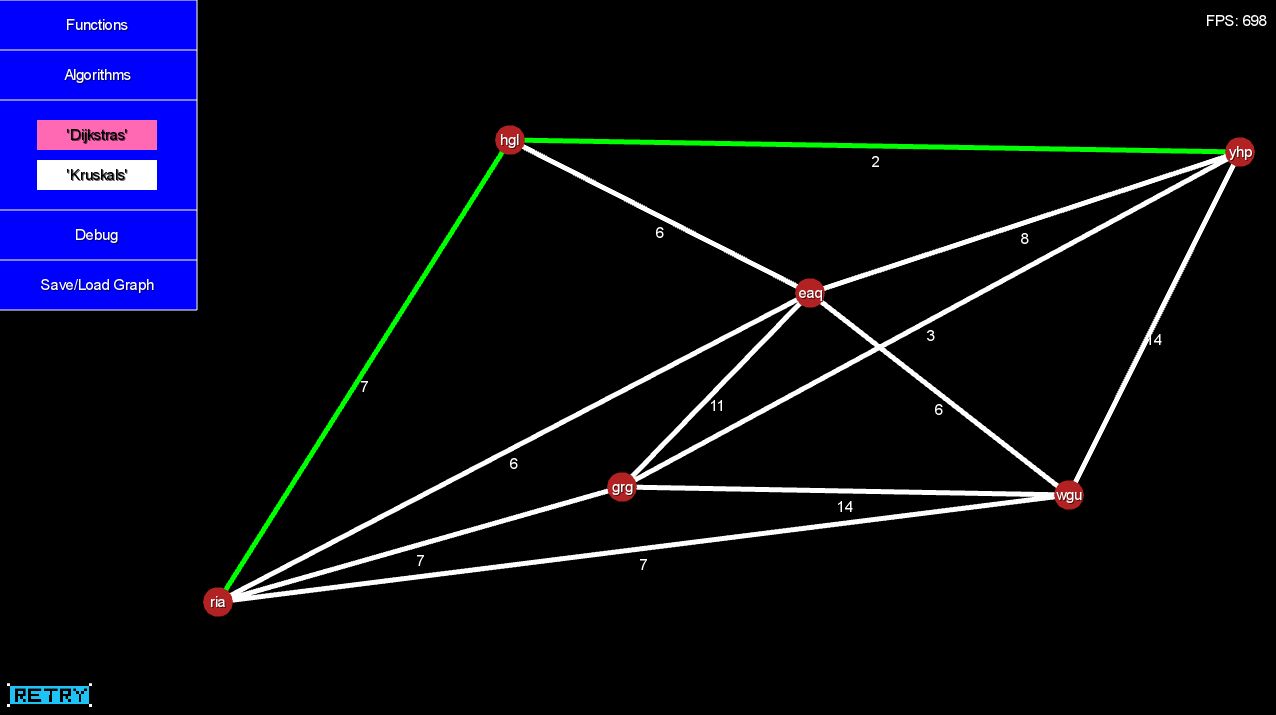 Functions
FPS: 698
Algorithms
'Dijkstras'
'Kruskals'
Debug
Save/Load Graph
hgl
yhp
2
6
8
eaq
3
14
7
11
6
6
grg
wgu
14
7
7
ria
RETRY